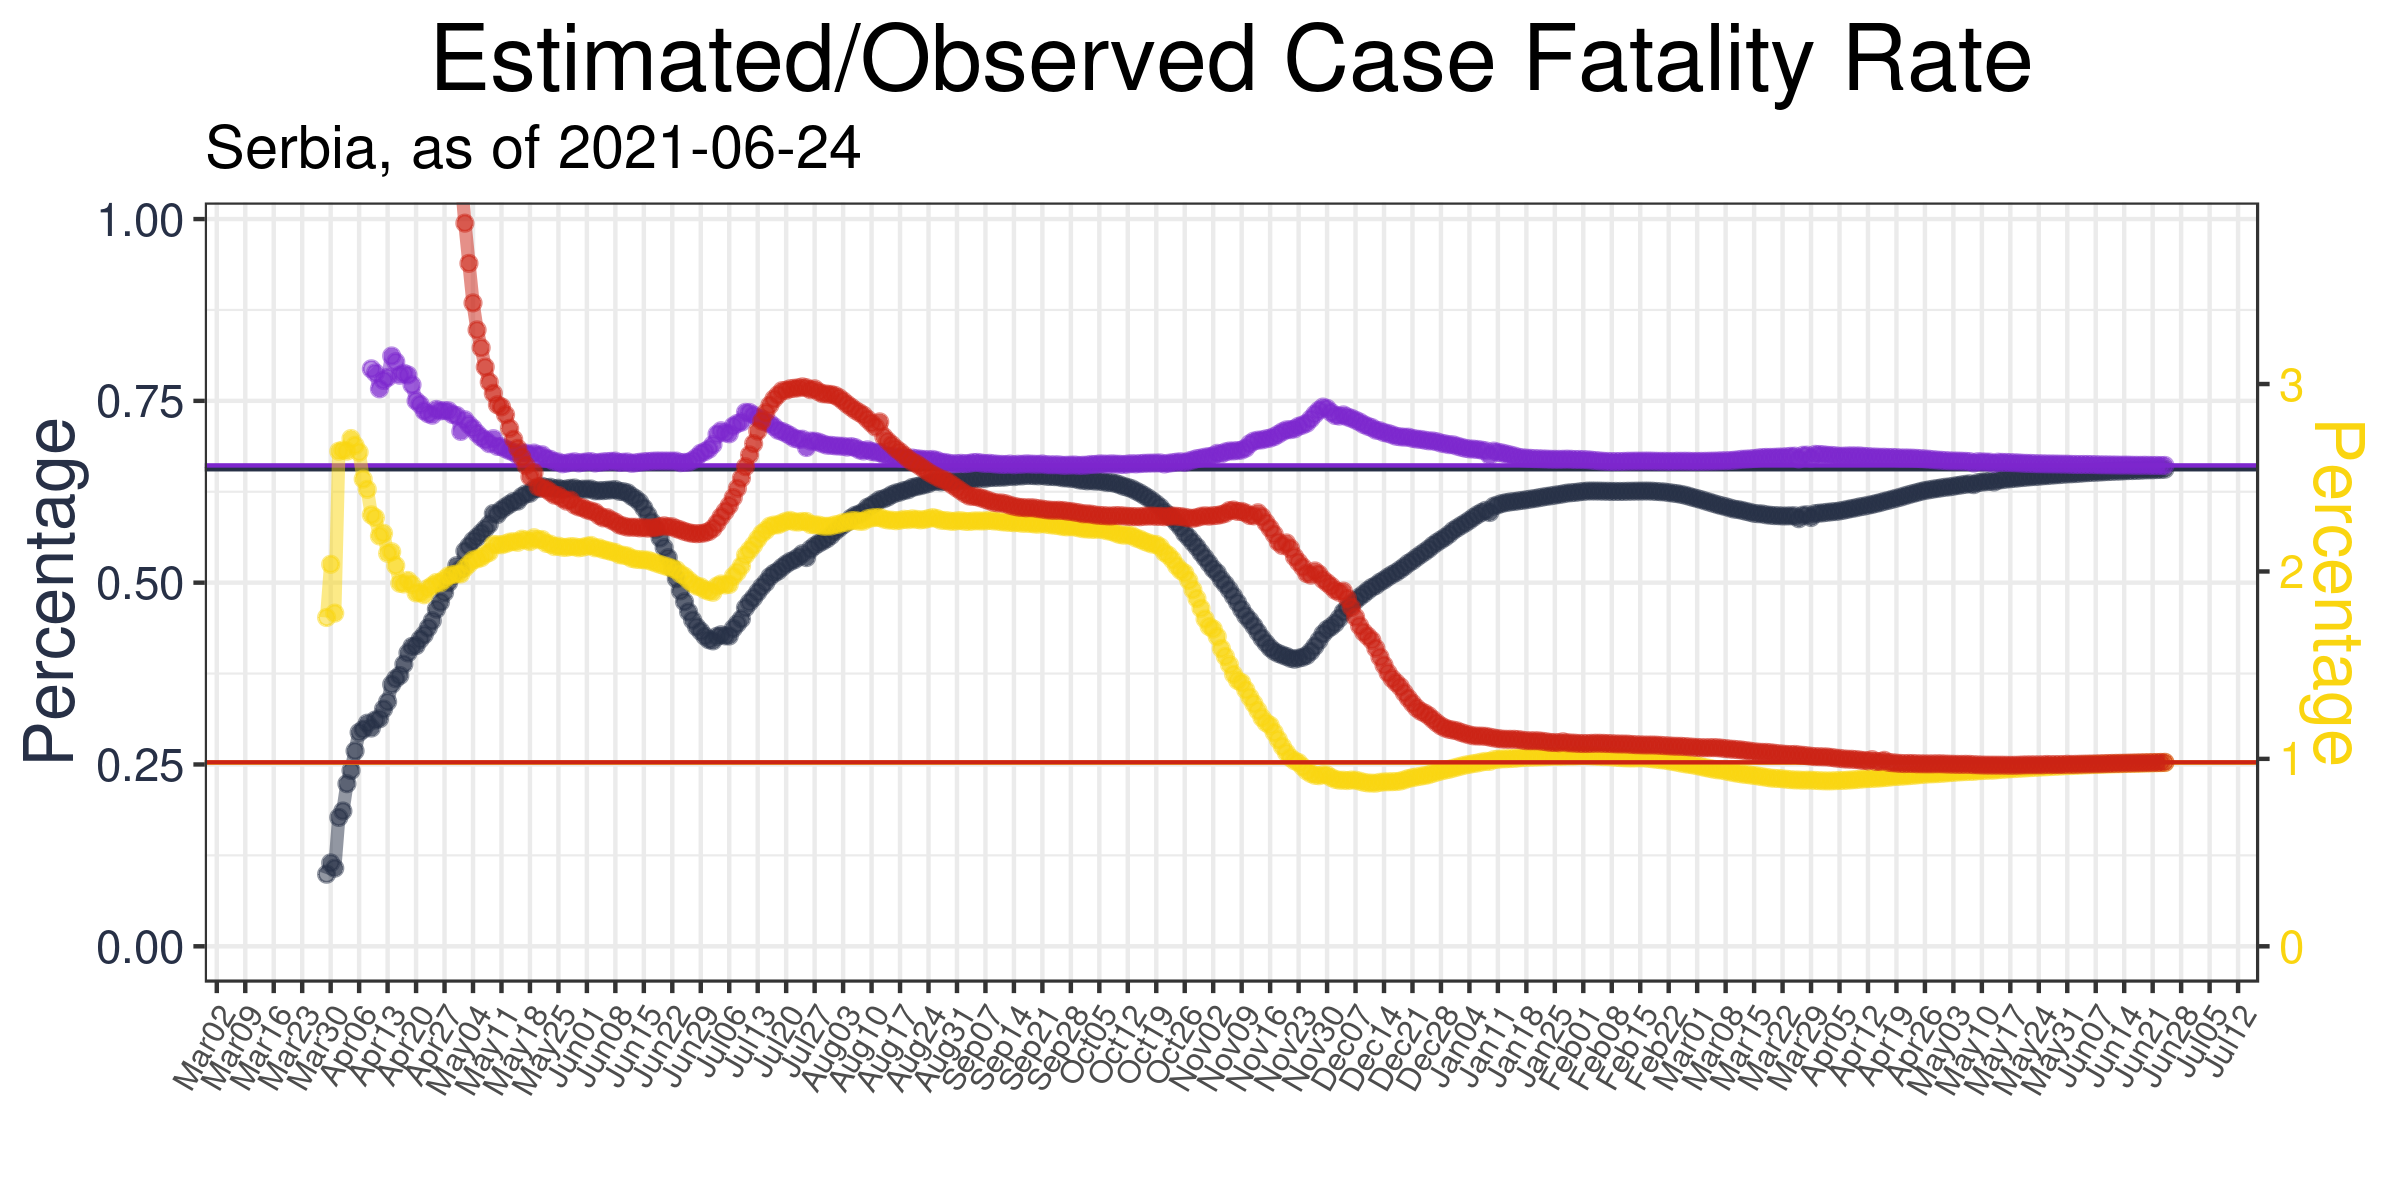 Estimated/Observed Case Fatality Rate
Serbia, as of 2021-06-24
Percentage
1.00
0.75
0.50
0.25
0.00
3
2
1
0
Percentage
Mar02
Mar09
Mar16
Mar23
Mar30
Apr06
Apr13
Apr20
Apr27
May04
May11
May18
May25
Jun01
Jun08
Jun15
Jun22
Jun29
Jul06
Jul13
Jul20
Jul27
Aug03
Aug10
Aug17
Aug24
Aug31
Sep07
Sep14
Sep21
Sep28
Oct05
Oct12
Oct19
Oct26
Nov02
Nov09
Nov16
Nov23
Nov30
Dec07
Dec14
Dec21
Dec28
Jan04
Jan11
Jan18
Jan25
Feb01
Feb08
Feb15
Feb22
Mar01
Mar08
Mar15
Mar22
Mar29
Apr05
Apr12
Apr19
Apr26
May03
May10
May17
May24
May31
Jun07
Jun14
Jun21
Jun28
Jul05
Jul12